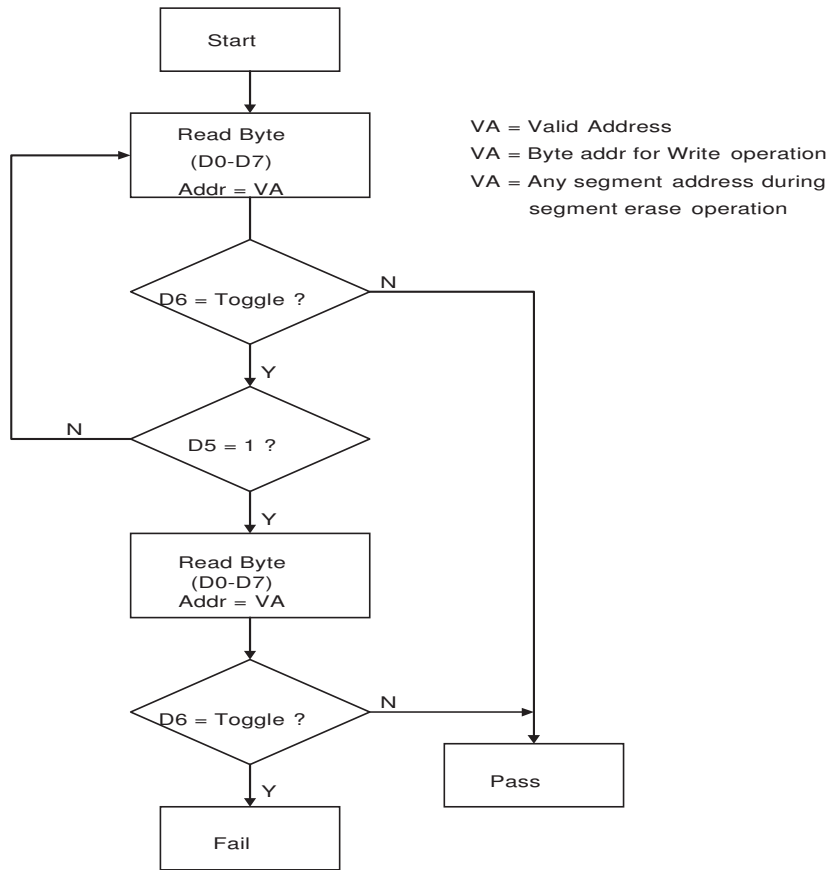 Start
Read Byte
(D0-D7)
Addr = VA
VA = Valid Address
VA = Byte addr for Write operation
VA = Any segment address during
segment erase operation
D6 = Toggle ?
N
Y
D5 = 1 ?
N
Y
Read Byte
(D0-D7)
Addr = VA
D6 = Toggle ?
N
Y
Pass
Fail